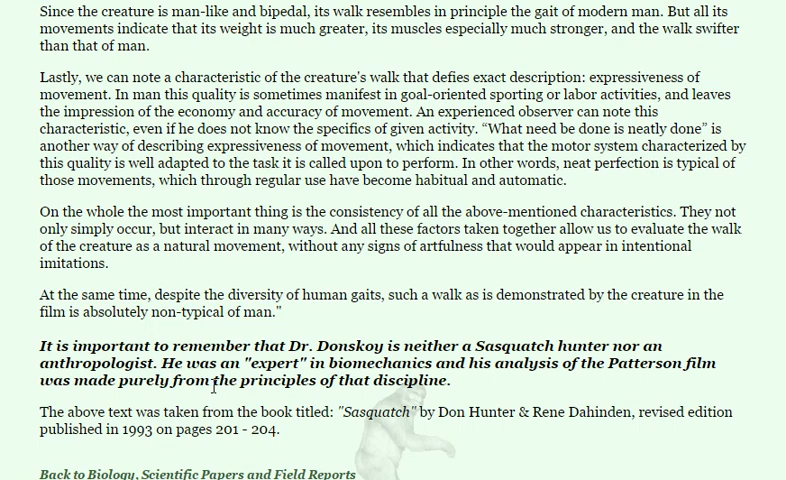 Since the creature is man-like and bipedal, its walk resembles in principle the gait of modern man. But all its
movements indicate that its weight is much greater, its muscles especially much stronger, and the walk swifter
than that of man.
Lastly, we can note a characteristic of the creature's walk that defies exact description: expressiveness of
movement. In man this quality is sometimes manifest in goal-oriented sporting or labor activities, and leaves
the impression of the economy and accuracy of movement. An experienced observer can note this
characteristic, even if he does not know the specifics of given activity. “What need be done is neatly done” is
another way of describing expressiveness of movement, which indicates that the motor system characterized by
this quality is well adapted to the task it is called upon to perform. In other words, neat perfection is typical of
those movements, which through regular use have become habitual and automatic.
On the whole the most important thing is the consistency of all the above-mentioned characteristics. They not
only simply occur, but interact in many ways. And all these factors taken together allow us to evaluate the walk
of the creature as a natural movement, without any signs of artfulness that would appear in intentional
imitations.
At the same time, despite the diversity of human gaits, such a walk as is demonstrated by the creature in the
film is absolutely non-typical of man."
It is important to remember that Dr. Donskoy is neither a Sasquatch hunter nor an
anthropologist. He was an "expert" in biomechanics and his analysis of the Patterson film
was made purely from the principles of that discipline.
The above text was taken from the book titled: "Sasquatch" by Don Hunter & Rene Dahinden, revised edition
published in 1993 on pages 201 - 204.
Back to Biology, Scientific Papers and Field Reports